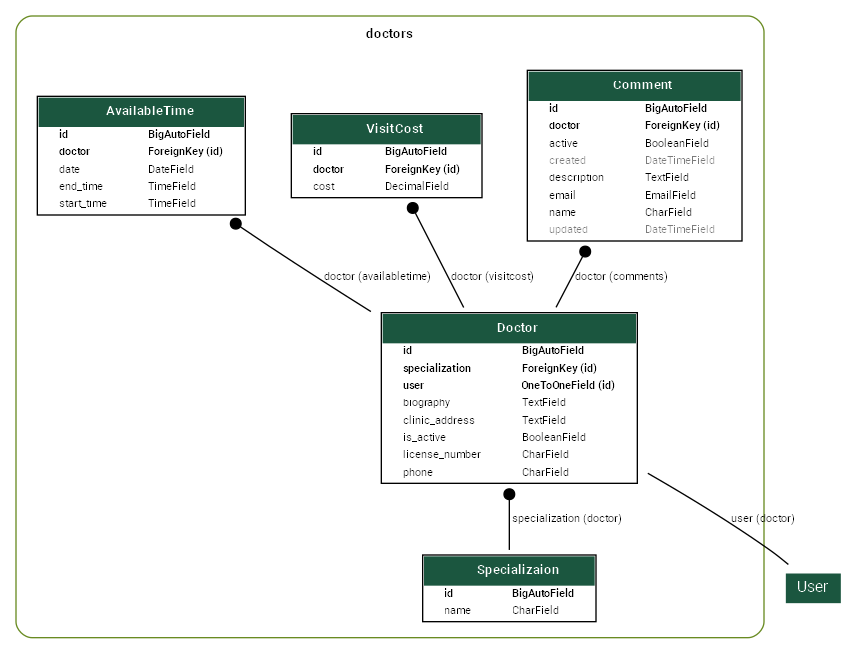 doctors
AvailableTime
id BigAutoField
doctor ForeignKey (id)
date DateField
end_time TimeField
start_time TimeField
VisitCost
id BigAutoField
doctor ForeignKey (id)
cost DecimalField
Comment
id BigAutoField
doctor ForeignKey (id)
active BooleanField
created DateTimeField
description TextField
email EmailField
name CharField
updated DateTimeField
doctor (availabletime)
doctor (visitcost)
doctor (comments)
Doctor
id BigAutoField
specialization ForeignKey (id)
user OneToOneField (id)
biography TextField
clinic_address TextField
is_active BooleanField
license_number CharField
phone CharField
specialization (doctor)
user (doctor)
Specializaion
id BigAutoField
name CharField
User